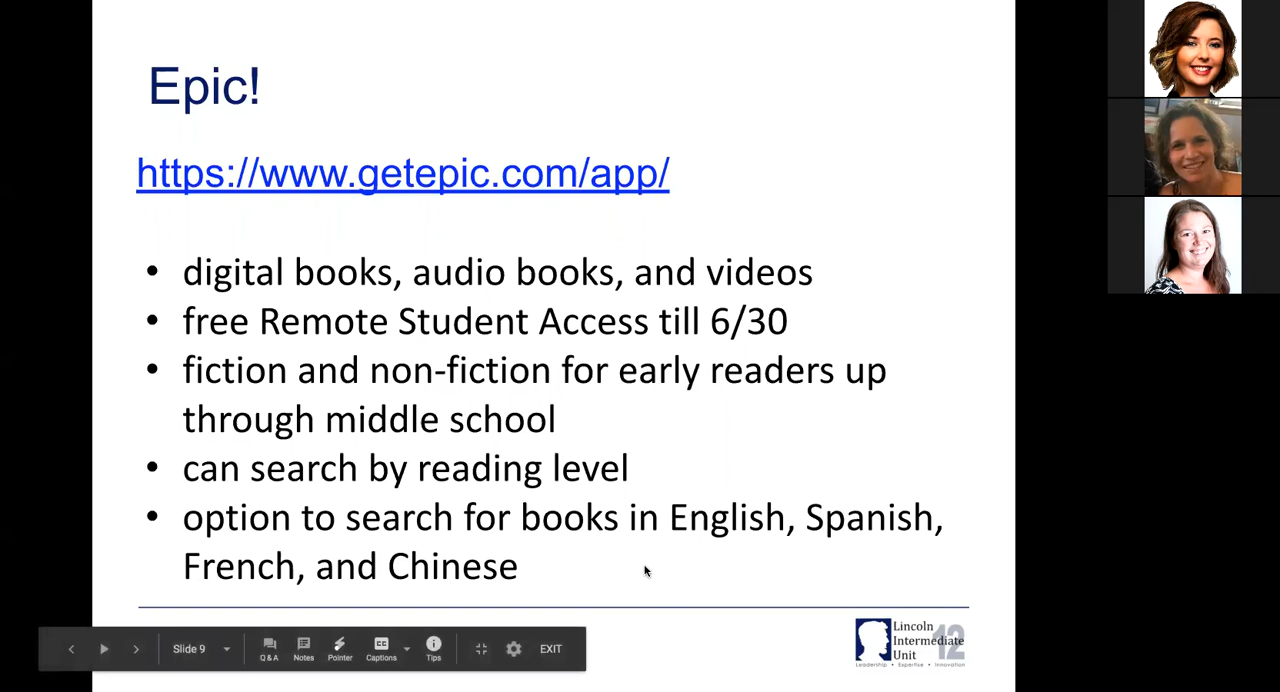 Epic!
https://www.getepic.com/app/
• digital books, audio books, and videos
• free Remote Student Access till 6/30
• fiction and non-fiction for early readers up
through middle school
• can search by reading level
• option to search for books in English, Spanish,
French, and Chinese
Slide 9
Q & A
Notes
Pointer
Captions
Tips
EXIT
Lincoln
Intermediate
Unit
12
Leadership • Expertise • Innovation